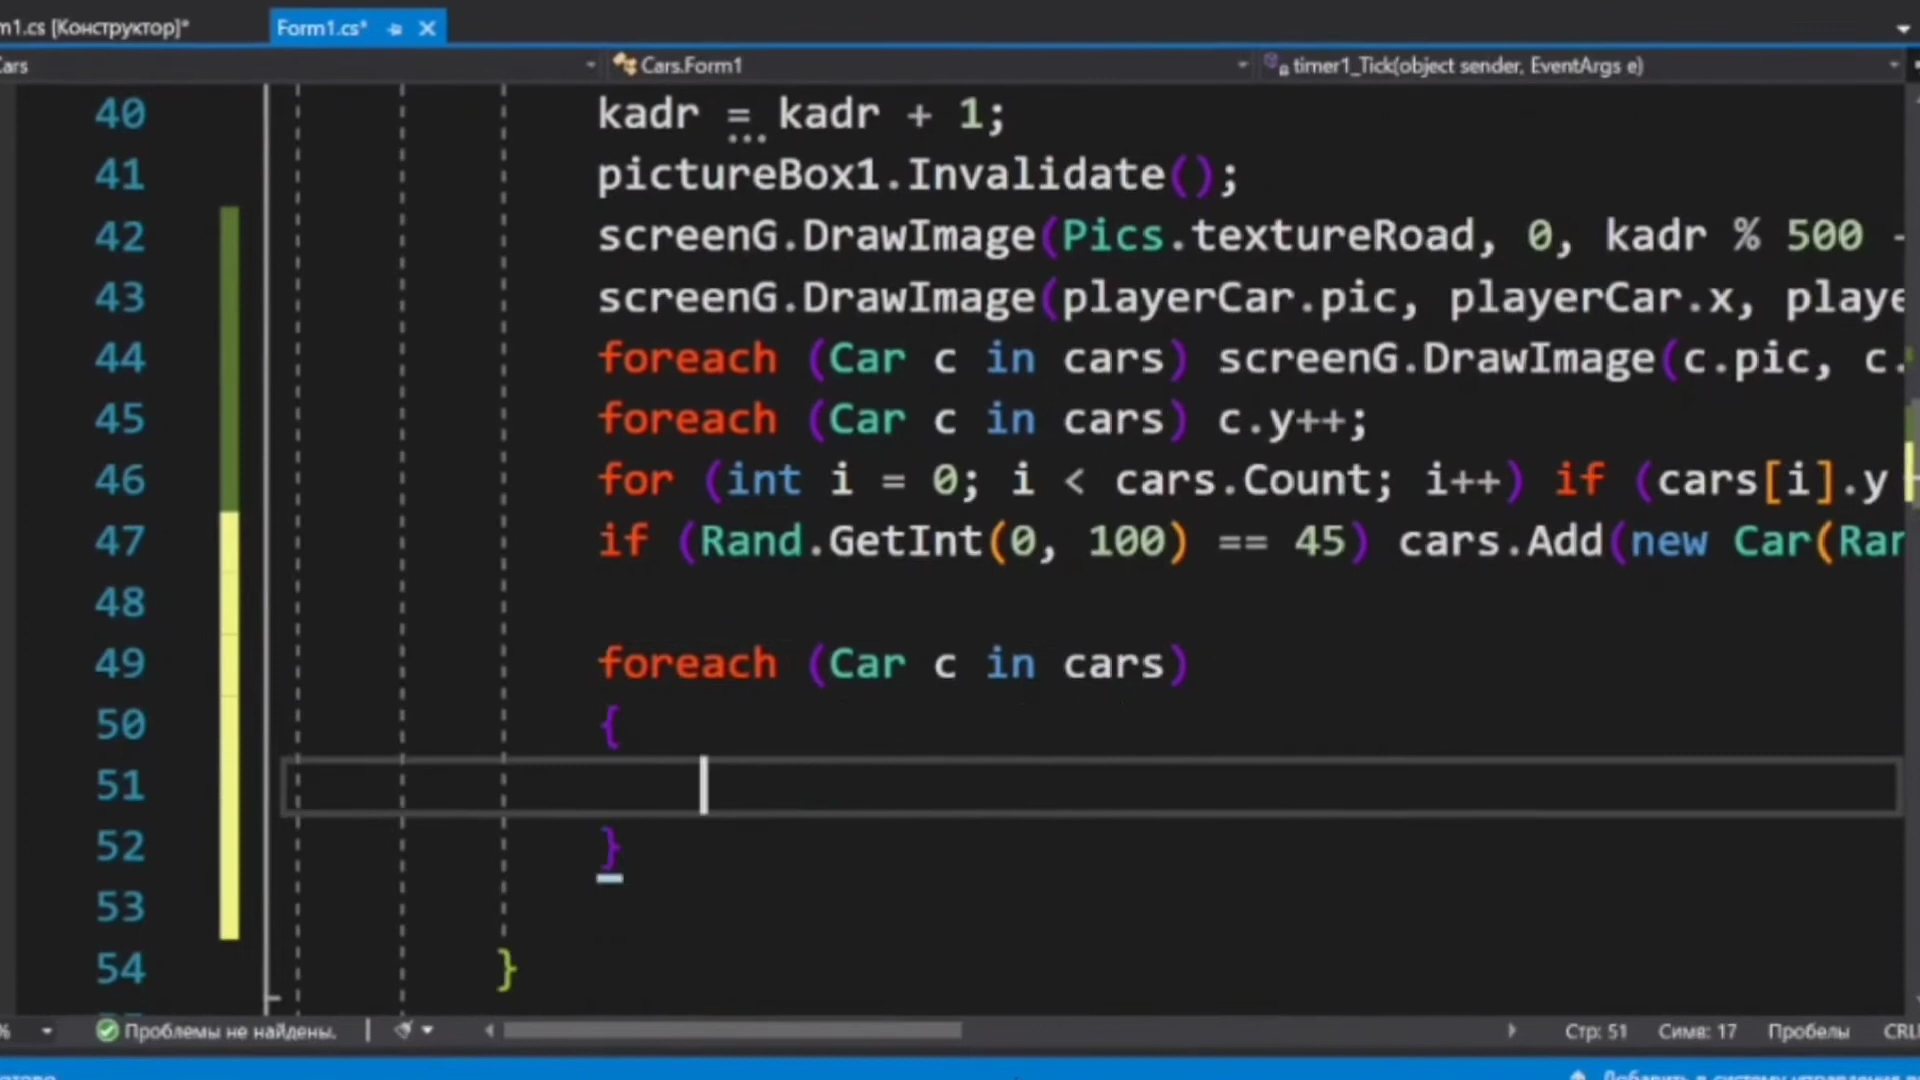 m1.cs [Конструктор]*
Form1.cs*
Cars
Cars.Form1
timer1_Tick(object sender, EventArgs e)
40 kadr = kadr + 1;
41 pictureBox1.Invalidate();
42 screenG.DrawImage(Pics.textureRoad, 0, kadr % 500 -
43 screenG.DrawImage(playerCar.pic, playerCar.x, playe
44 foreach (Car c in cars) screenG.DrawImage(c.pic, c.
45 foreach (Car c in cars) c.y++;
46 for (int i = 0; i < cars.Count; i++) if (cars[i].y
47 if (Rand.GetInt(0, 100) == 45) cars.Add(new Car(Ran
48
49 foreach (Car c in cars)
50 {
51
52 }
53
54 }
% Проблемы не найдены. Стр: 51 Симв: 17 Пробелы CRL